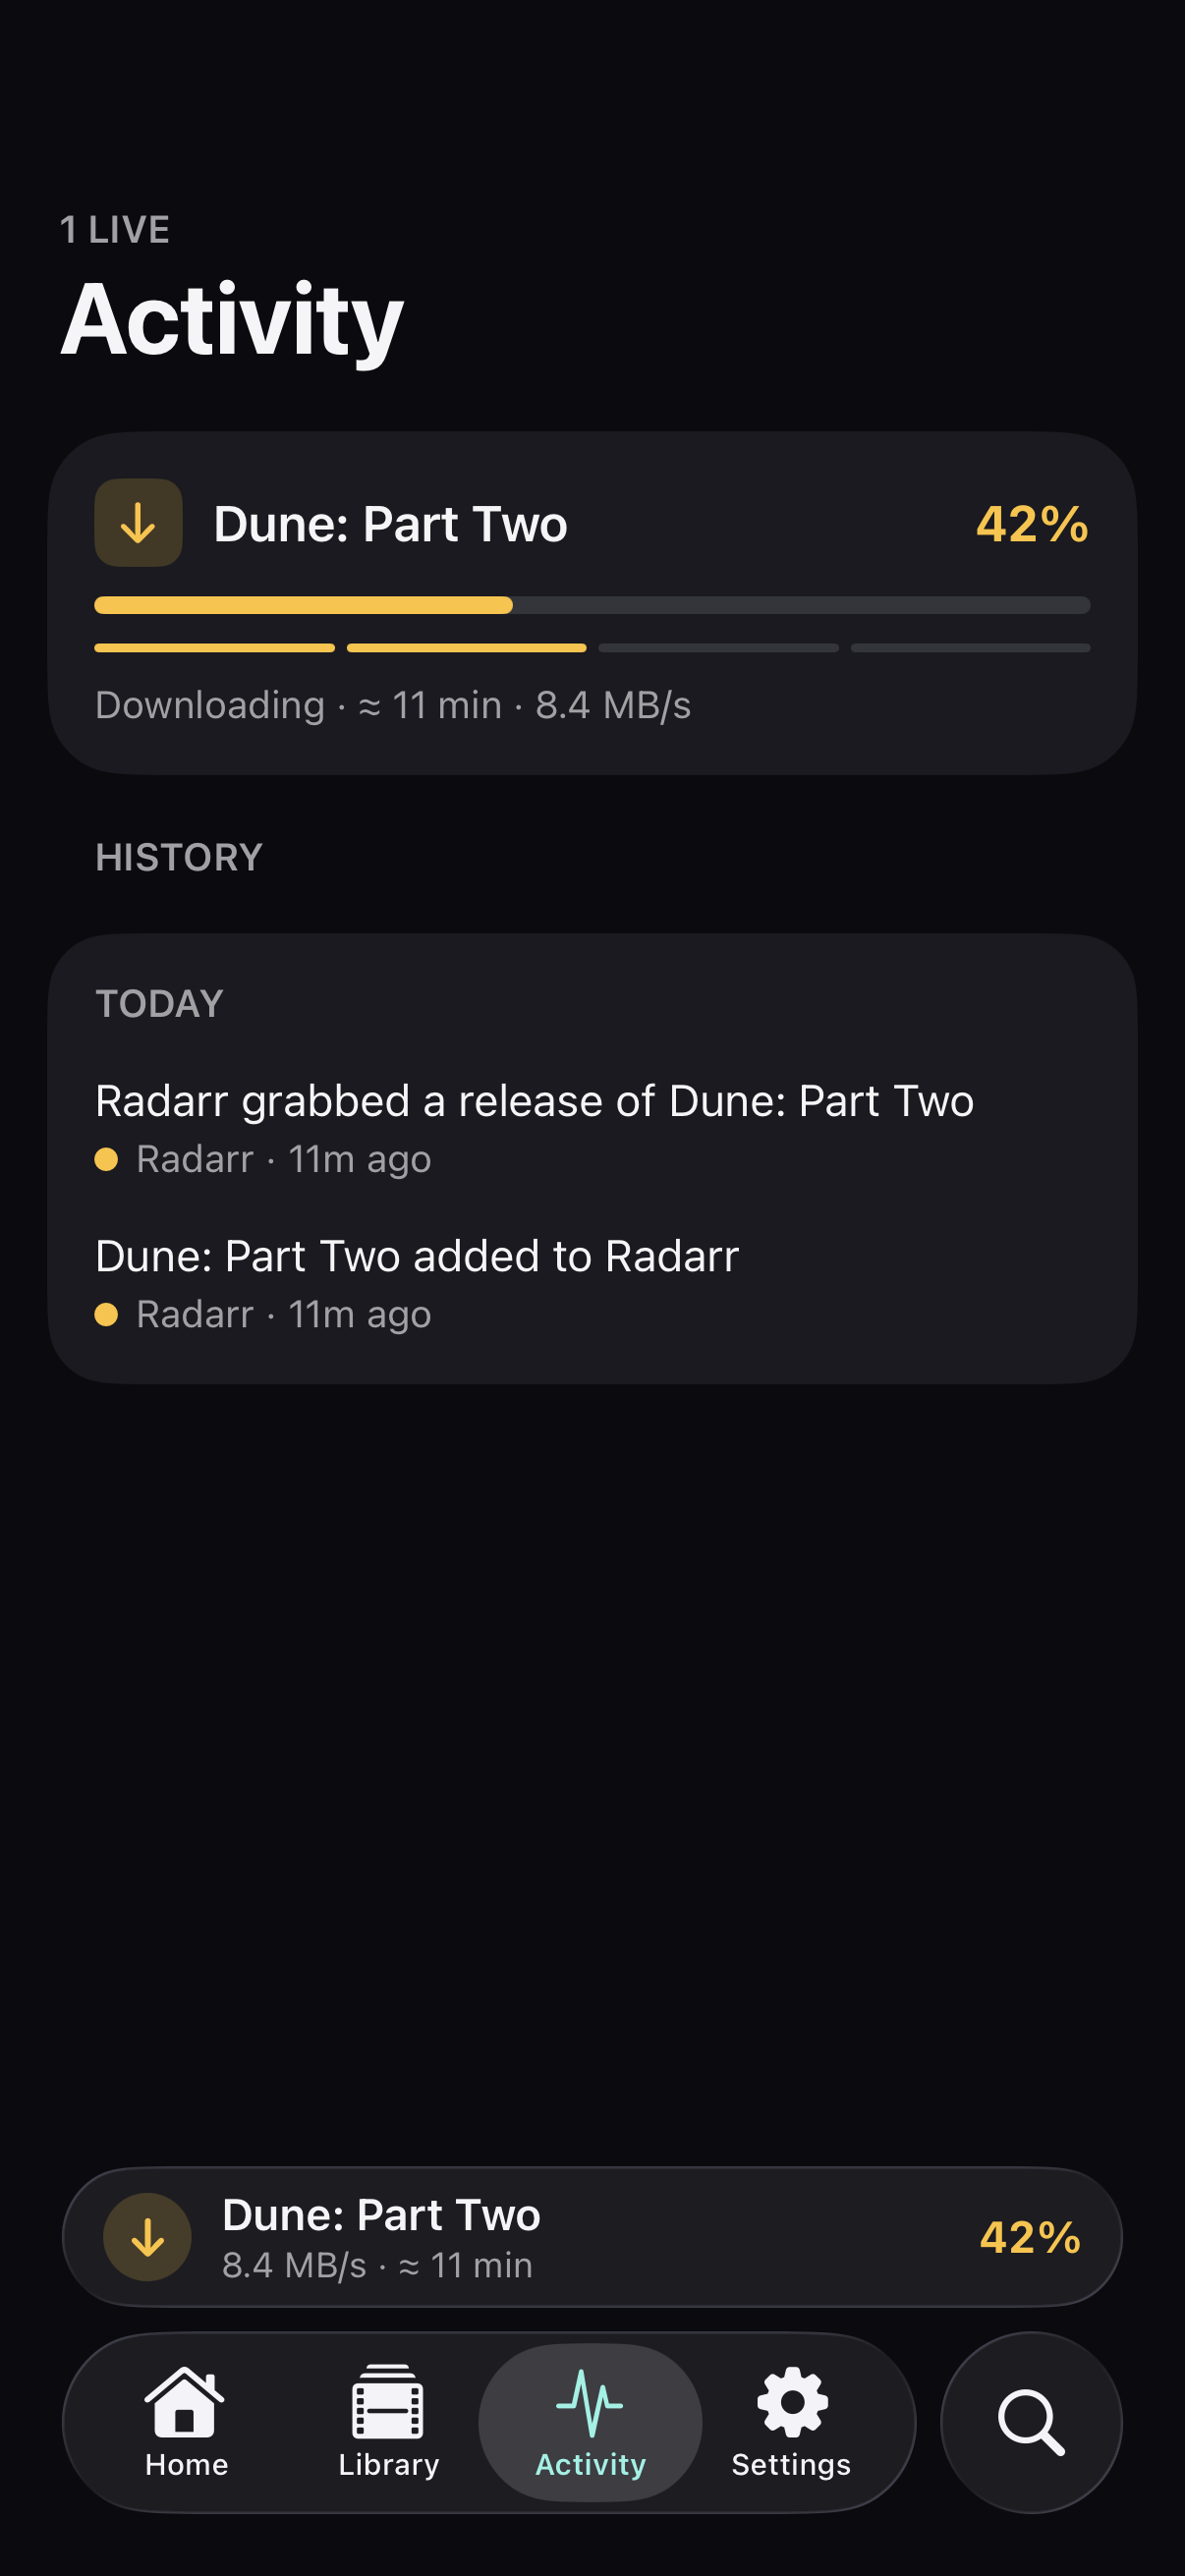 1 LIVE
Activity
Dune: Part Two
42%
Downloading · ≈ 11 min · 8.4 MB/s
HISTORY
TODAY
Radarr grabbed a release of Dune: Part Two
Radarr · 11m ago
Dune: Part Two added to Radarr
Radarr · 11m ago
Dune: Part Two
8.4 MB/s · ≈ 11 min
42%
Home
Library
Activity
Settings